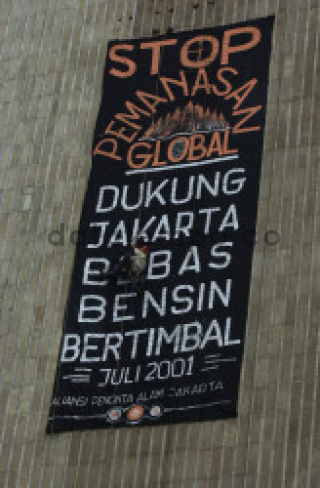 STOP
PEMANASAN
GLOBAL
DUKUNG
JAKARTA
BEBAS
BENSIN
BERTIMBAL
JULI 2001
ALIANSI PENCINTA ALAM JAKARTA